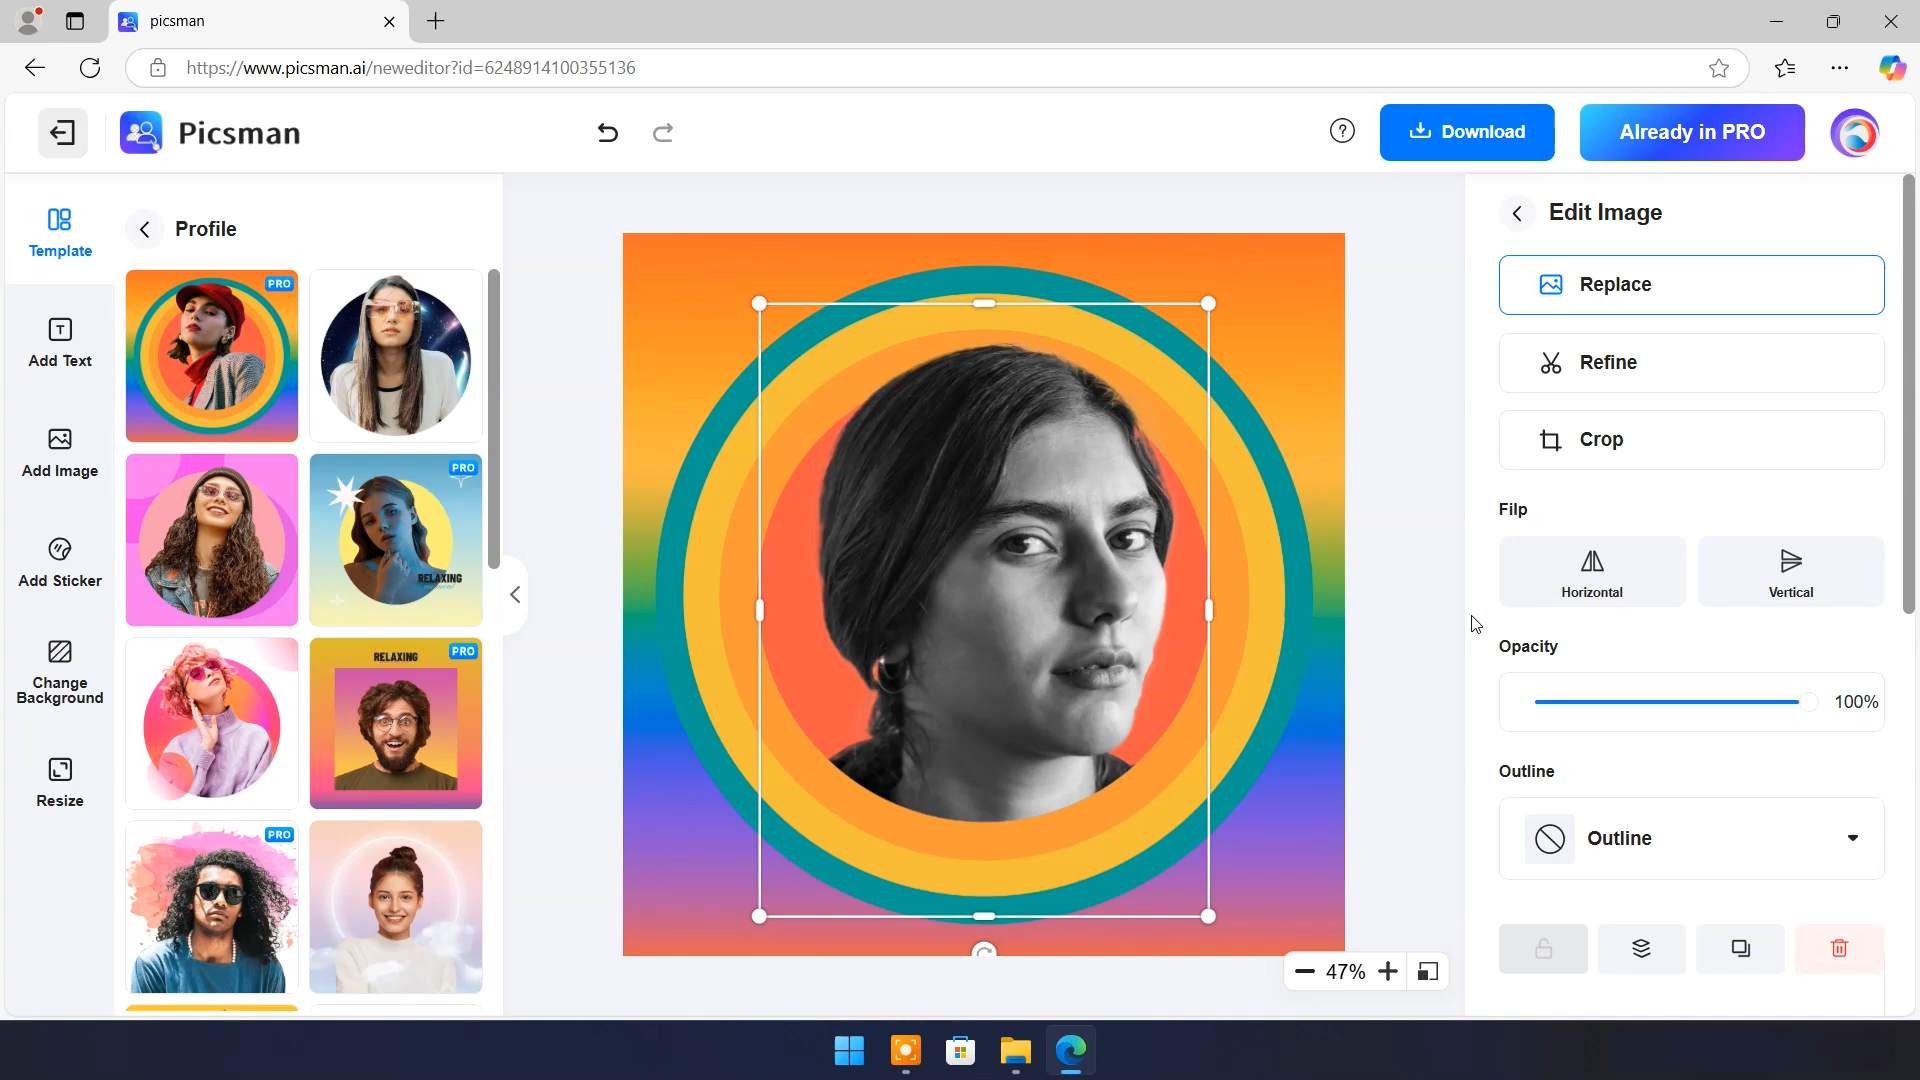 picsman
https://www.picsman.ai/neweditor?id=6248914100355136
Picsman
Download
Already in PRO
Template
Add Text
Add Image
Add Sticker
Change
Background
Resize
Profile
PRO
PRO
RELAXING
RELAXING
PRO
PRO
47%
Edit Image
Replace
Refine
Crop
Filp
Horizontal
Vertical
Opacity
100%
Outline
Outline